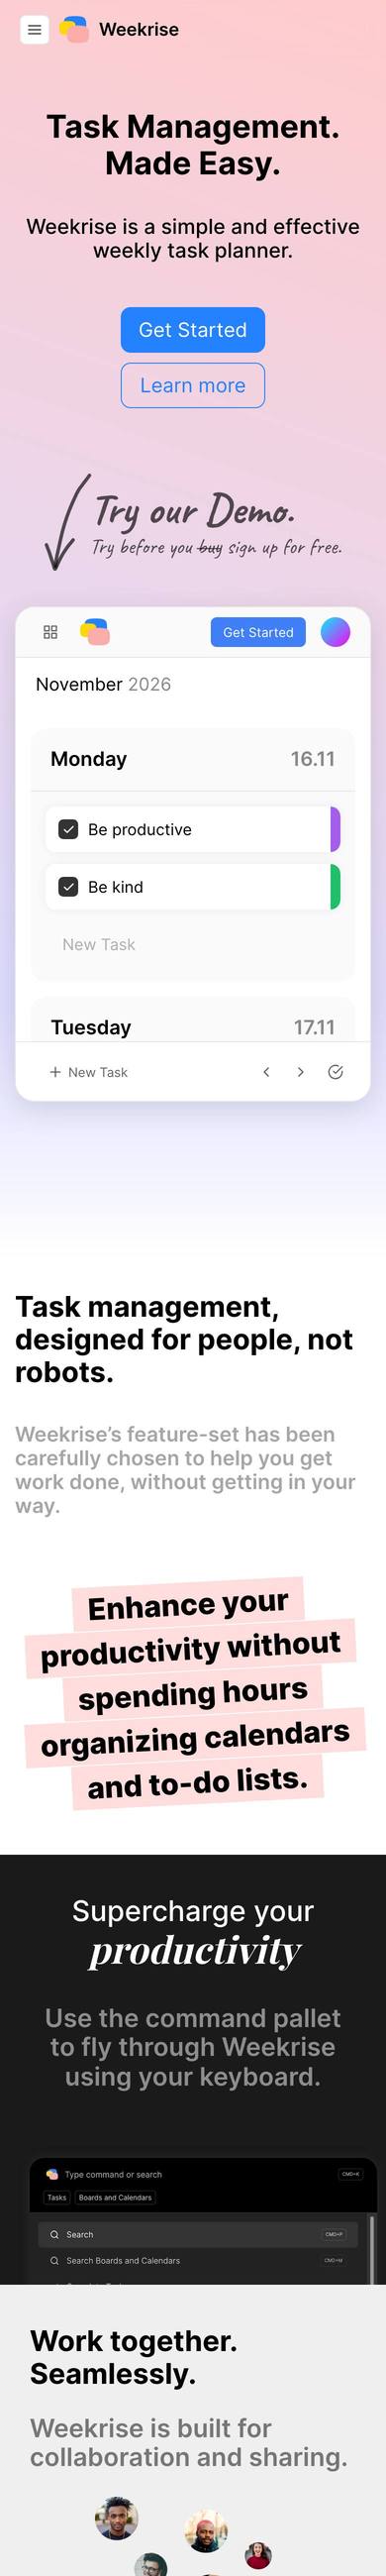 Weekrise
Task Management.
Made Easy.
Weekrise is a simple and effective
weekly task planner.
Get Started
Learn more
Try our Demo.
Try before you buy sign up for free.
Get Started
November 2026
Monday 16.11
Be productive
Be kind
New Task
Tuesday 17.11
New Task
Task management,
designed for people, not
robots.
Weekrise’s feature-set has been
carefully chosen to help you get
work done, without getting in your
way.
Enhance your
productivity without
spending hours
organizing calendars
and to-do lists.
Supercharge your
productivity
Use the command pallet
to fly through Weekrise
using your keyboard.
Type command or search CMD+K
Tasks Boards and Calendars
Search CMD+P
Search Boards and Calendars CMD+M
Work together.
Seamlessly.
Weekrise is built for
collaboration and sharing.